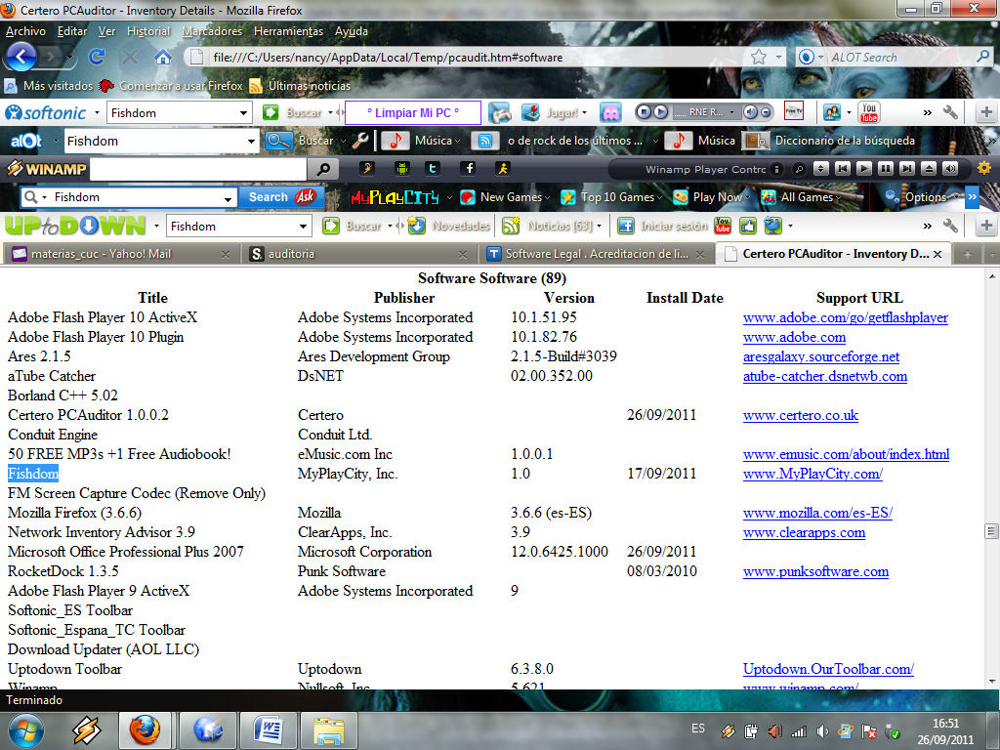 Certero PCAuditor - Inventory Details - Mozilla Firefox
Archivo Editar Ver Historial Marcadores Herramientas Ayuda
file:///C:/Users/nancy/AppData/Local/Temp/pcaudit.htm#software ALOT Search
Más visitados Comenzar a usar Firefox Últimas noticias
softonic Fishdom Buscar ° Limpiar Mi PC ° Jugar! ..... RNE R... Free TV You Tube »
alot Fishdom Buscar Música o de rock de los últimos ... Música Diccionario de la búsqueda
WINAMP Winamp Player Contro
Fishdom Search Ask MyPlayCity New Games Top 10 Games Play Now All Games Options »
UPtoDOWN Fishdom Buscar Novedades Noticias [63] Iniciar sesión You Tube »
materias_cuc - Yahoo! Mail auditoria Software Legal . Acreditacion de li... Certero PCAuditor - Inventory D...
Software Software (89)
Title Publisher Version Install Date Support URL
Adobe Flash Player 10 ActiveX Adobe Systems Incorporated 10.1.51.95 www.adobe.com/go/getflashplayer
Adobe Flash Player 10 Plugin Adobe Systems Incorporated 10.1.82.76 www.adobe.com
Ares 2.1.5 Ares Development Group 2.1.5-Build#3039 aresgalaxy.sourceforge.net
aTube Catcher DsNET 02.00.352.00 atube-catcher.dsnetwb.com
Borland C++ 5.02
Certero PCAuditor 1.0.0.2 Certero 26/09/2011 www.certero.co.uk
Conduit Engine Conduit Ltd.
50 FREE MP3s +1 Free Audiobook! eMusic.com Inc 1.0.0.1 www.emusic.com/about/index.html
Fishdom MyPlayCity, Inc. 1.0 17/09/2011 www.MyPlayCity.com/
FM Screen Capture Codec (Remove Only)
Mozilla Firefox (3.6.6) Mozilla 3.6.6 (es-ES) www.mozilla.com/es-ES/
Network Inventory Advisor 3.9 ClearApps, Inc. 3.9 www.clearapps.com
Microsoft Office Professional Plus 2007 Microsoft Corporation 12.0.6425.1000 26/09/2011
RocketDock 1.3.5 Punk Software 08/03/2010 www.punksoftware.com
Adobe Flash Player 9 ActiveX Adobe Systems Incorporated 9
Softonic_ES Toolbar
Softonic_Espana_TC Toolbar
Download Updater (AOL LLC)
Uptodown Toolbar Uptodown 6.3.8.0 Uptodown.OurToolbar.com/
Winamp Nullsoft, Inc 5.621 www.winamp.com/
Terminado
ES 16:51
26/09/2011